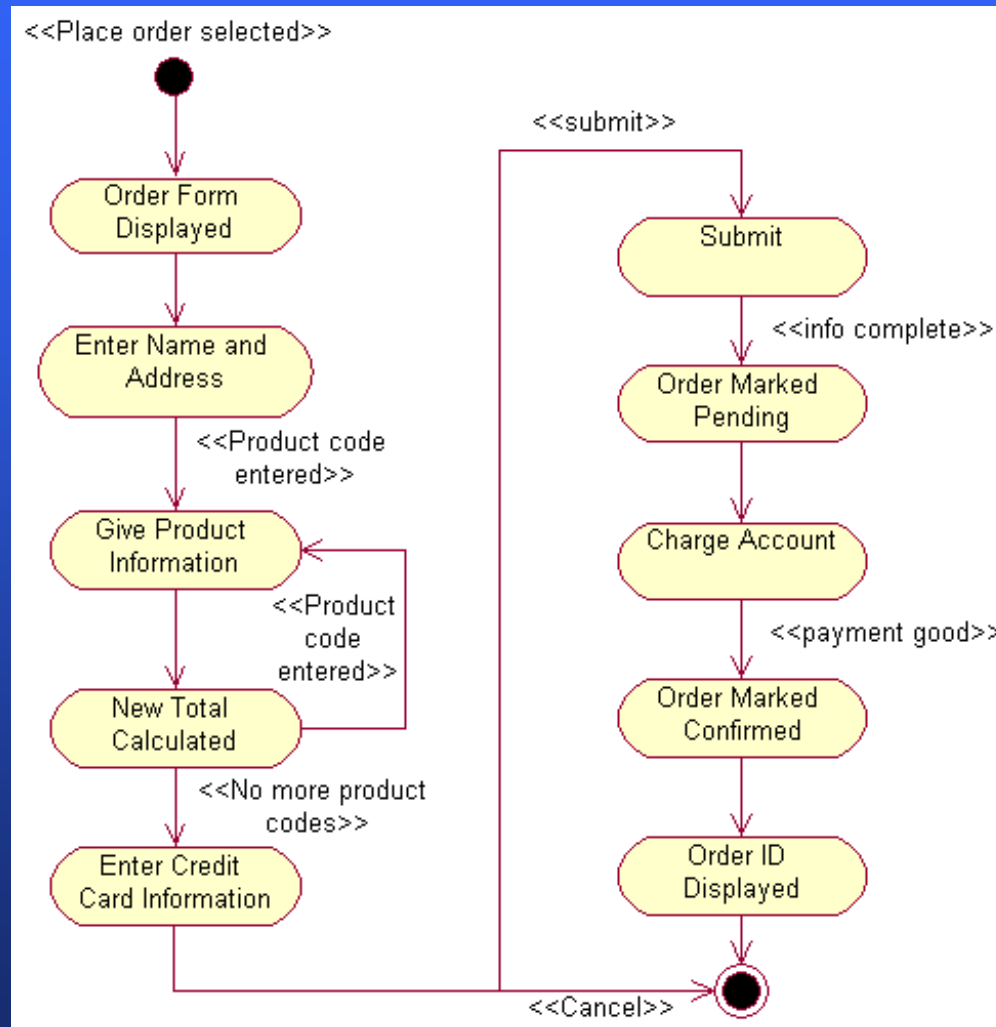 <<Place order selected>>
Order Form
Displayed
Enter Name and
Address
<<Product code
entered>>
Give Product
Information
<<Product
code
entered>>
New Total
Calculated
<<No more product
codes>>
Enter Credit
Card Information
<<submit>>
Submit
<<info complete>>
Order Marked
Pending
Charge Account
<<payment good>>
Order Marked
Confirmed
Order ID
Displayed
<<Cancel>>